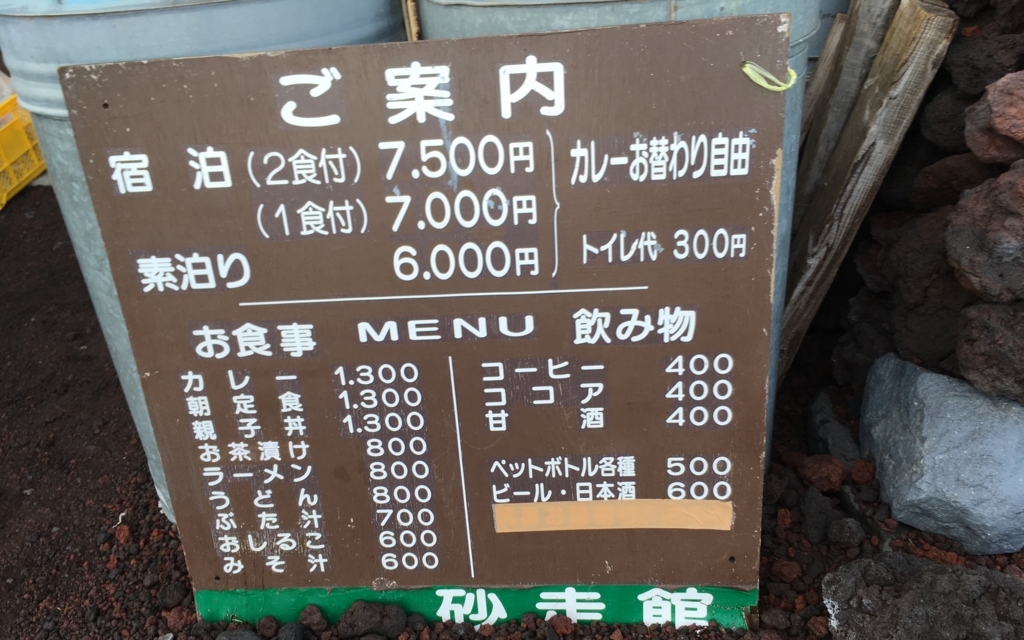 ご案内
宿泊(2食付) 7.500円 カレーお替わり自由
(1食付) 7.000円
素泊り 6.000円 トイレ代 300円
お食事 MENU 飲み物
カレー 1.300
朝定食 1.300
親子丼 1.300
お茶漬け 800
ラーメン 800
うどん 800
ぶた汁 700
おしるこ 600
みそ汁 600
コーヒー 400
ココア 400
甘酒 400
ペットボトル各種 500
ビール・日本酒 600
砂走館